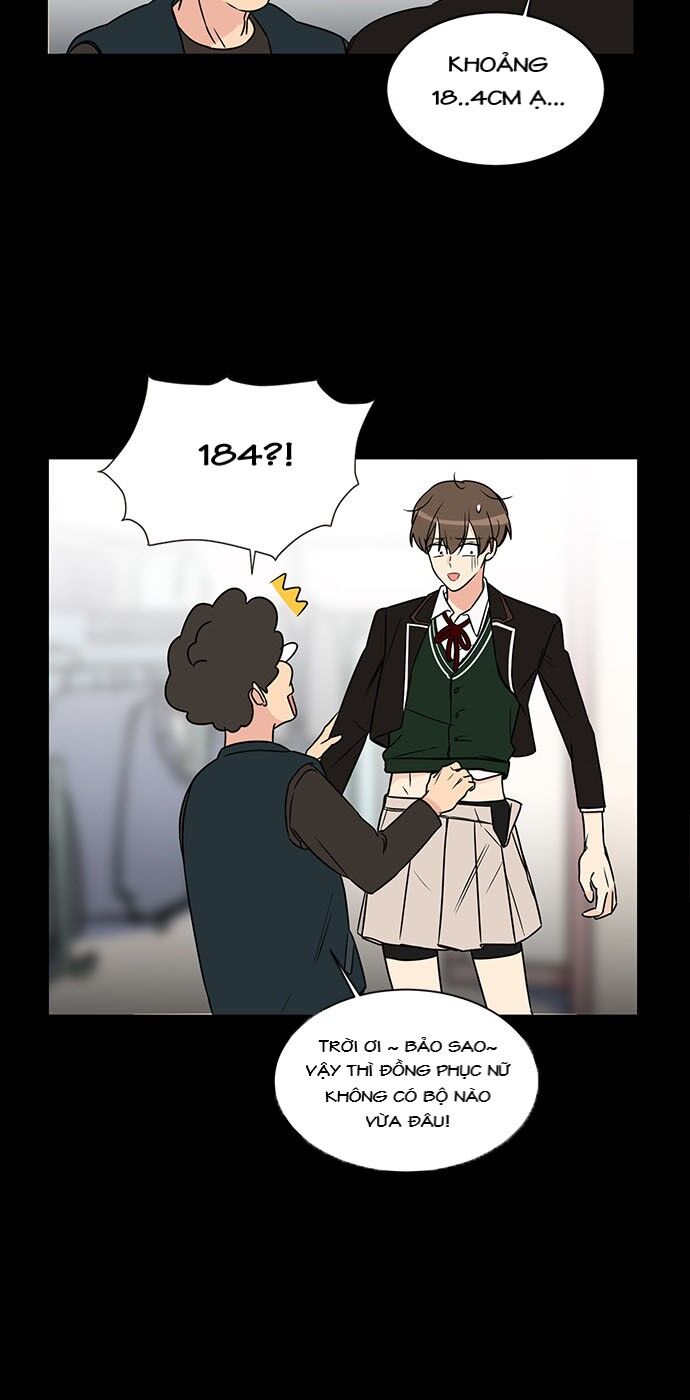 KHOẢNG
18..4CM Ạ...
184?!
TRỜI ƠI ~ BẢO SAO~
VẬY THÌ ĐỒNG PHỤC NỮ
KHÔNG CÓ BỘ NÀO
VỪA ĐÂU!